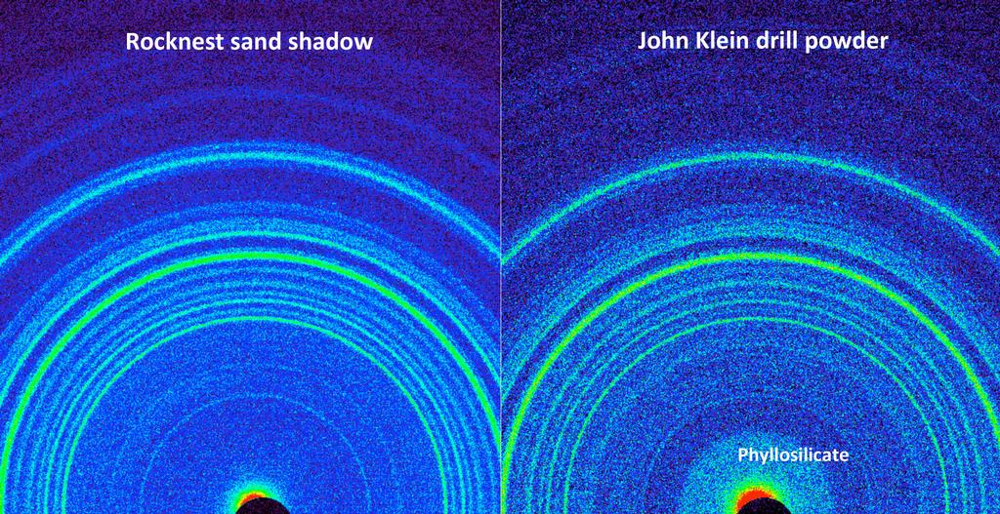 Rocknest sand shadow
John Klein drill powder
Phyllosilicate